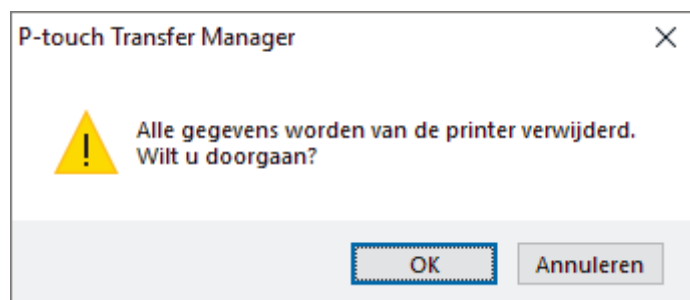 P-touch Transfer Manager
Alle gegevens worden van de printer verwijderd.
Wilt u doorgaan?
OK
Annuleren